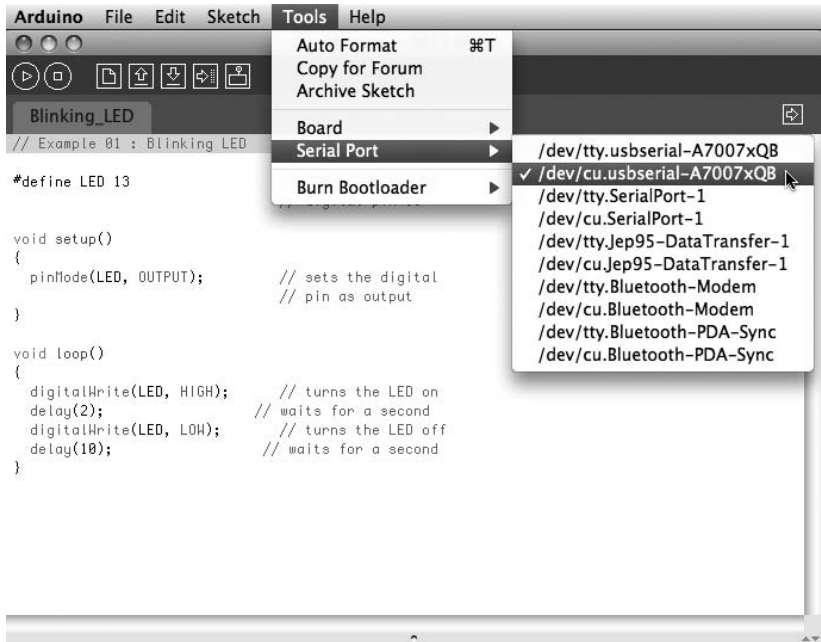 Arduino File Edit Sketch Tools Help
Auto Format ⌘T
Copy for Forum
Archive Sketch
Board
Serial Port
Burn Bootloader
/dev/tty.usbserial-A7007xQB
✓ /dev/cu.usbserial-A7007xQB
/dev/tty.SerialPort-1
/dev/cu.SerialPort-1
/dev/tty.Jep95-DataTransfer-1
/dev/cu.Jep95-DataTransfer-1
/dev/tty.Bluetooth-Modem
/dev/cu.Bluetooth-Modem
/dev/tty.Bluetooth-PDA-Sync
/dev/cu.Bluetooth-PDA-Sync
Blinking_LED
// Example 01 : Blinking LED
#define LED 13
void setup()
{
pinMode(LED, OUTPUT); // sets the digital
// pin as output
}
void loop()
{
digitalWrite(LED, HIGH); // turns the LED on
delay(2); // waits for a second
digitalWrite(LED, LOW); // turns the LED off
delay(10); // waits for a second
}